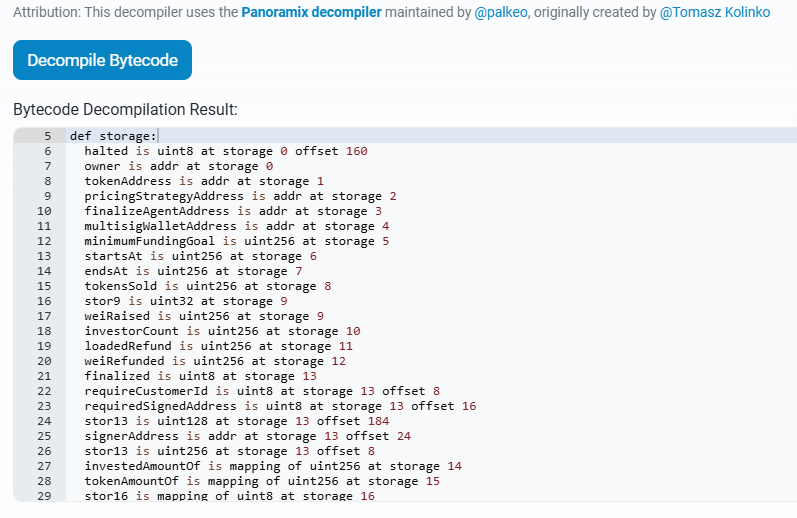 Attribution: This decompiler uses the Panoramix decompiler maintained by @palkeo, originally created by @Tomasz Kolinko
Decompile Bytecode
Bytecode Decompilation Result:
5 def storage:
6 halted is uint8 at storage 0 offset 160
7 owner is addr at storage 0
8 tokenAddress is addr at storage 1
9 pricingStrategyAddress is addr at storage 2
10 finalizeAgentAddress is addr at storage 3
11 multisigWalletAddress is addr at storage 4
12 minimumFundingGoal is uint256 at storage 5
13 startsAt is uint256 at storage 6
14 endsAt is uint256 at storage 7
15 tokensSold is uint256 at storage 8
16 stor9 is uint32 at storage 9
17 weiRaised is uint256 at storage 9
18 investorCount is uint256 at storage 10
19 loadedRefund is uint256 at storage 11
20 weiRefunded is uint256 at storage 12
21 finalized is uint8 at storage 13
22 requireCustomerId is uint8 at storage 13 offset 8
23 requiredSignedAddress is uint8 at storage 13 offset 16
24 stor13 is uint128 at storage 13 offset 184
25 signerAddress is addr at storage 13 offset 24
26 stor13 is uint256 at storage 13 offset 8
27 investedAmountOf is mapping of uint256 at storage 14
28 tokenAmountOf is mapping of uint256 at storage 15
29 stor16 is mapping of uint8 at storage 16